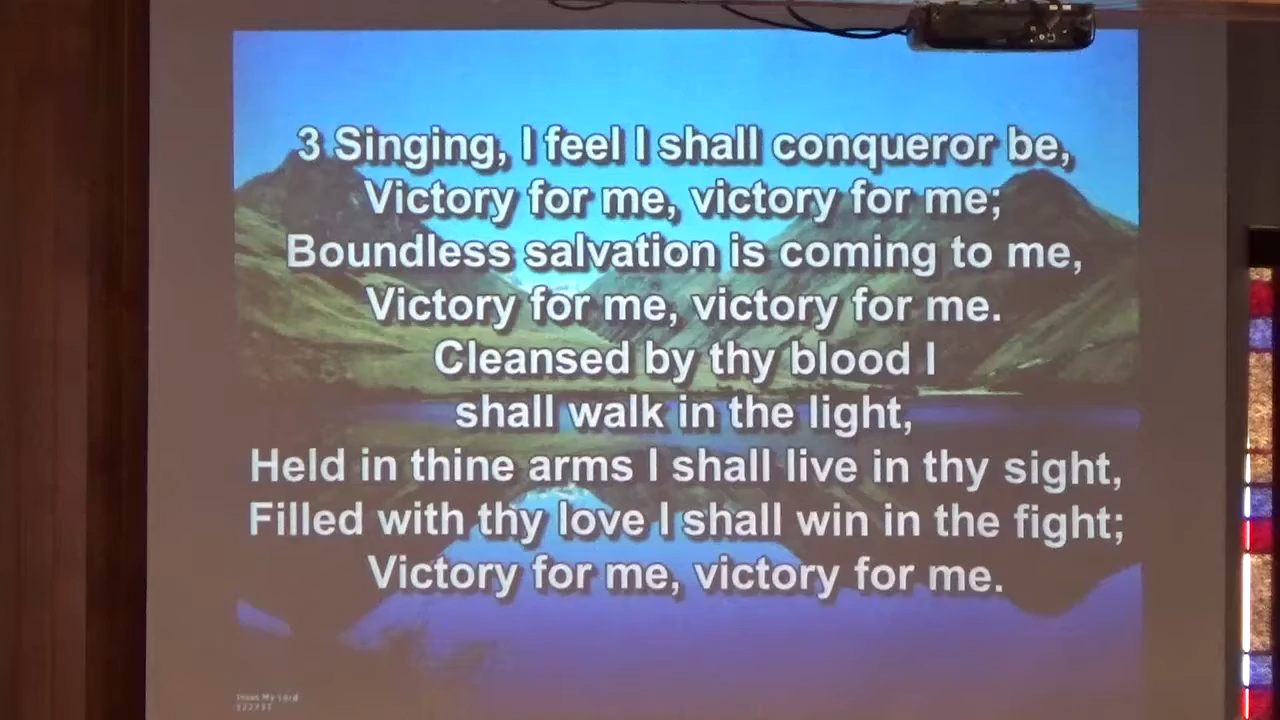 3 Singing, I feel I shall conqueror be,
Victory for me, victory for me;
Boundless salvation is coming to me,
Victory for me, victory for me.
Cleansed by thy blood I
shall walk in the light,
Held in thine arms I shall live in thy sight,
Filled with thy love I shall win in the fight;
Victory for me, victory for me.
My Lord